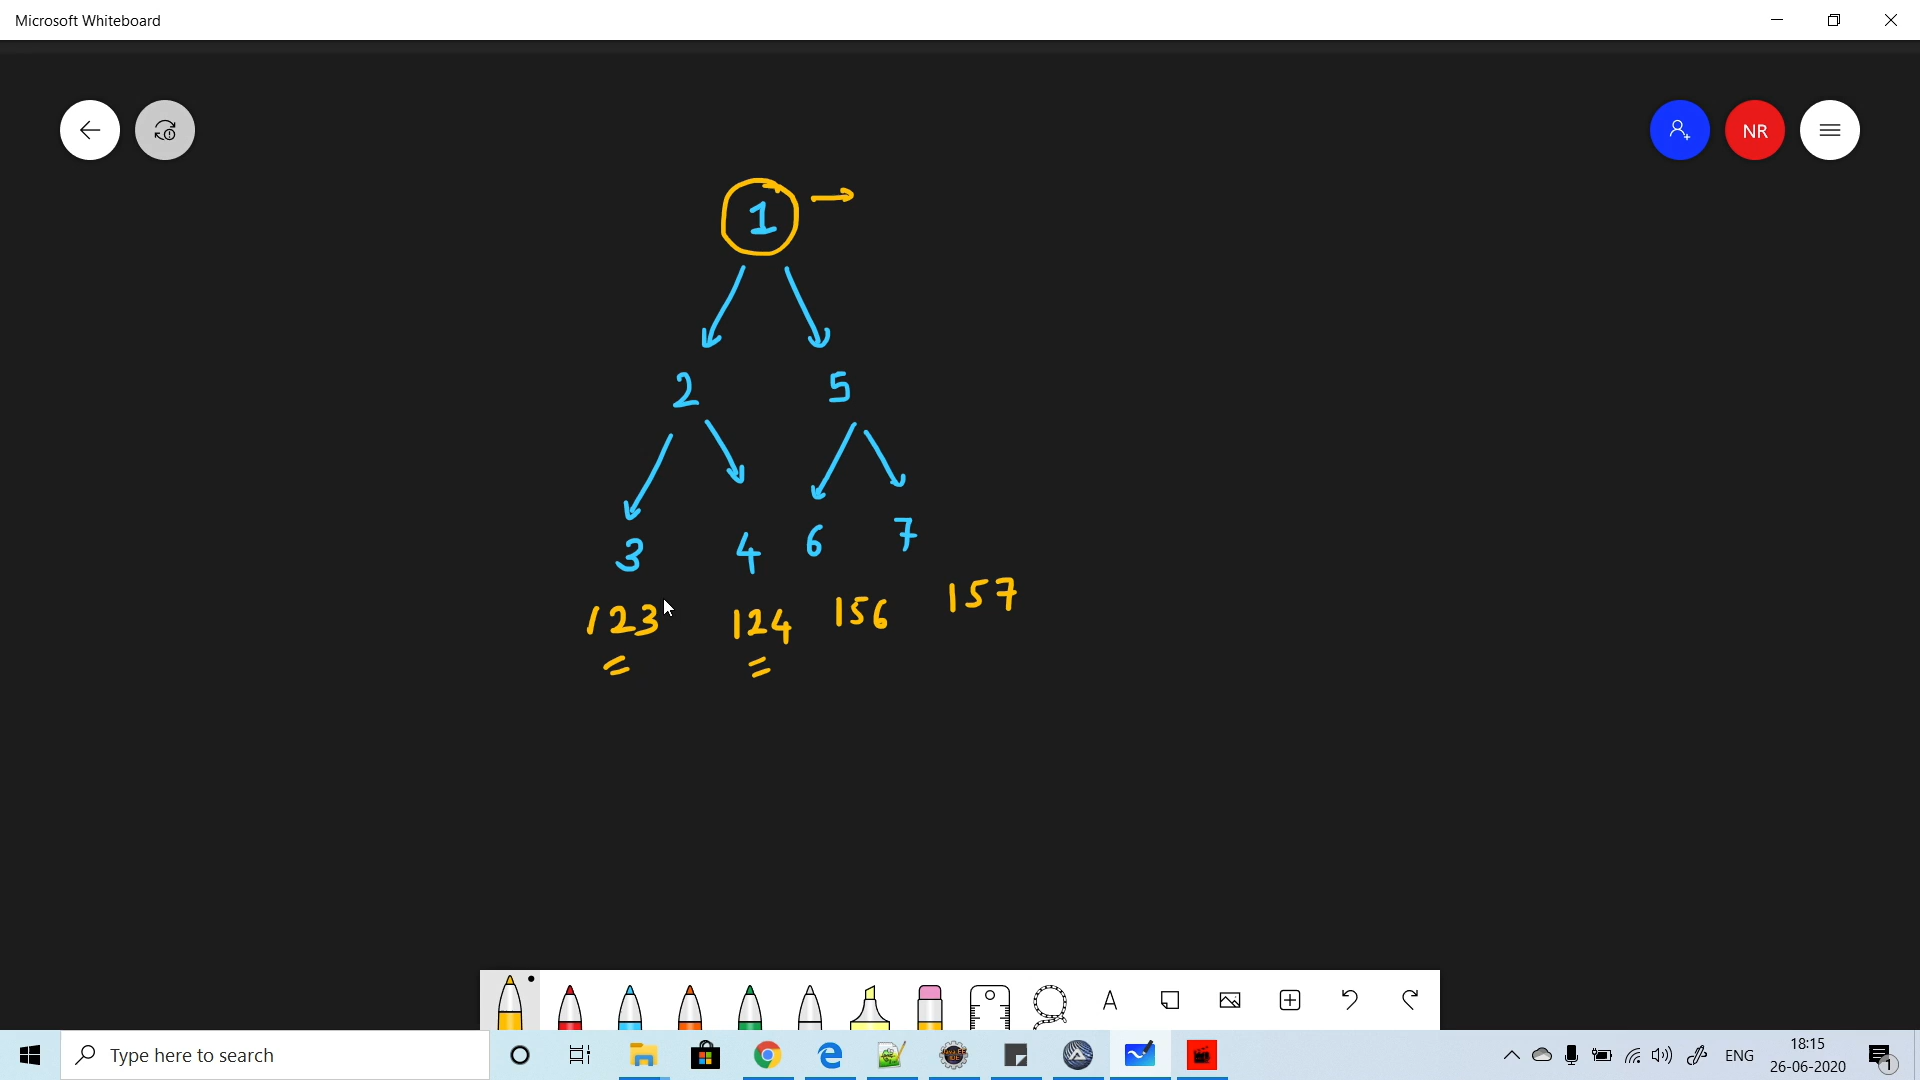 Microsoft Whiteboard
NR
1
2 5
3 4 6 7
123 124 156 157
A
Type here to search
ENG
18:15
26-06-2020
1